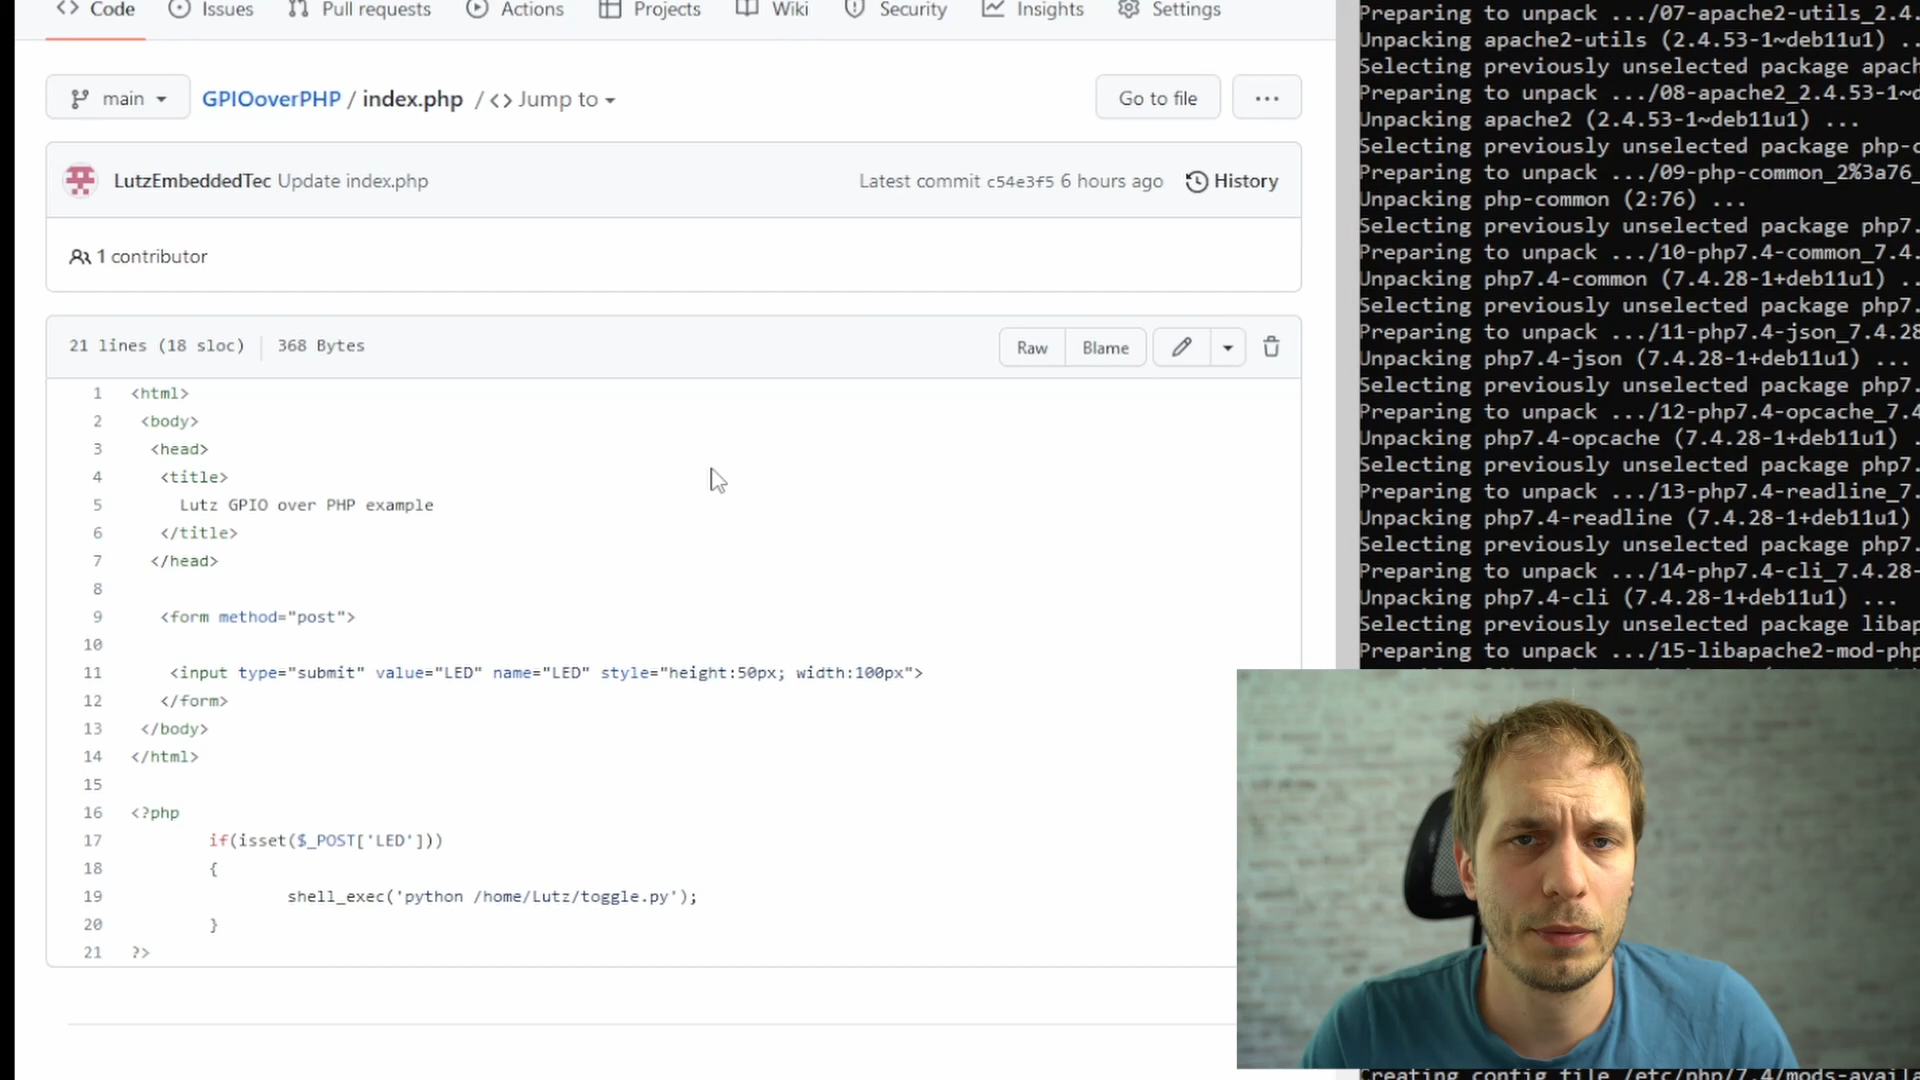 Code Issues Pull requests Actions Projects Wiki Security Insights Settings
main GPIOoverPHP / index.php / <> Jump to Go to file ...
LutzEmbeddedTec Update index.php Latest commit c54e3f5 6 hours ago History
1 contributor
21 lines (18 sloc) 368 Bytes Raw Blame
1 <html>
2 <body>
3 <head>
4 <title>
5 Lutz GPIO over PHP example
6 </title>
7 </head>
8
9 <form method="post">
10
11 <input type="submit" value="LED" name="LED" style="height:50px; width:100px">
12 </form>
13 </body>
14 </html>
15
16 <?php
17 if(isset($_POST['LED']))
18 {
19 shell_exec('python /home/Lutz/toggle.py');
20 }
21 ?>
Preparing to unpack .../07-apache2-utils_2.4.
Unpacking apache2-utils (2.4.53-1~deb11u1) ..
Selecting previously unselected package apach
Preparing to unpack .../08-apache2_2.4.53-1~d
Unpacking apache2 (2.4.53-1~deb11u1) ...
Selecting previously unselected package php-c
Preparing to unpack .../09-php-common_2%3a76_
Unpacking php-common (2:76) ...
Selecting previously unselected package php7.
Preparing to unpack .../10-php7.4-common_7.4.
Unpacking php7.4-common (7.4.28-1+deb11u1) ..
Selecting previously unselected package php7.
Preparing to unpack .../11-php7.4-json_7.4.28
Unpacking php7.4-json (7.4.28-1+deb11u1) ...
Selecting previously unselected package php7.
Preparing to unpack .../12-php7.4-opcache_7.4
Unpacking php7.4-opcache (7.4.28-1+deb11u1) .
Selecting previously unselected package php7.
Preparing to unpack .../13-php7.4-readline_7.
Unpacking php7.4-readline (7.4.28-1+deb11u1)
Selecting previously unselected package php7.
Preparing to unpack .../14-php7.4-cli_7.4.28-
Unpacking php7.4-cli (7.4.28-1+deb11u1) ...
Selecting previously unselected package libap
Preparing to unpack .../15-libapache2-mod-php
Creating config file /etc/php/7.4/mods-availa